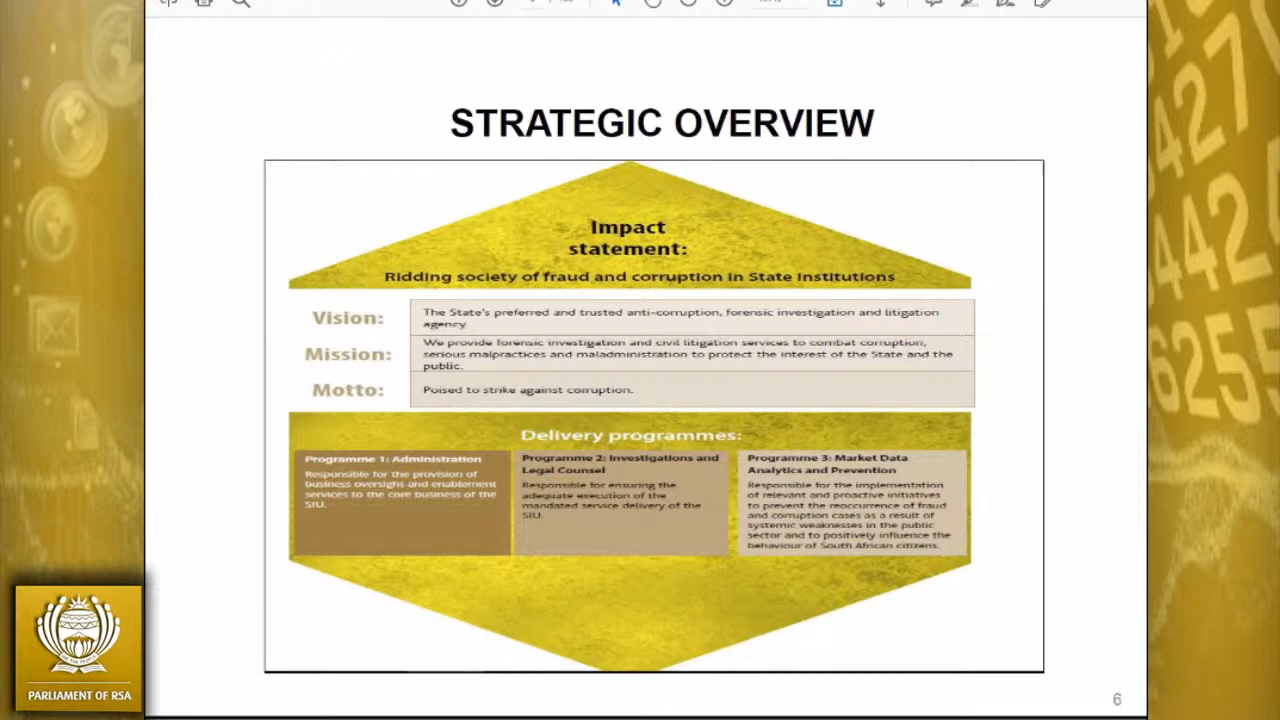 STRATEGIC OVERVIEW
Impact
statement:
Ridding society of fraud and corruption in State Institutions
Vision:
The State's preferred and trusted anti-corruption, forensic investigation and litigation
agency
Mission:
We provide forensic investigation and civil litigation services to combat corruption,
serious malpractices and maladministration to protect the interest of the State and the
public.
Motto:
Poised to strike against corruption.
Delivery programmes:
Programme 1: Administration
Responsible for the provision of
business oversight and enablement
services to the core business of the
SIU.
Programme 2: Investigations and
Legal Counsel
Responsible for ensuring the
adequate execution of the
mandated service delivery of the
SIU.
Programme 3: Market Data
Analytics and Prevention
Responsible for the implementation
of relevant and proactive initiatives
to prevent the reoccurrence of fraud
and corruption cases as a result of
systemic weaknesses in the public
sector and to positively influence the
behaviour of South African citizens.
PARLIAMENT OF RSA
6